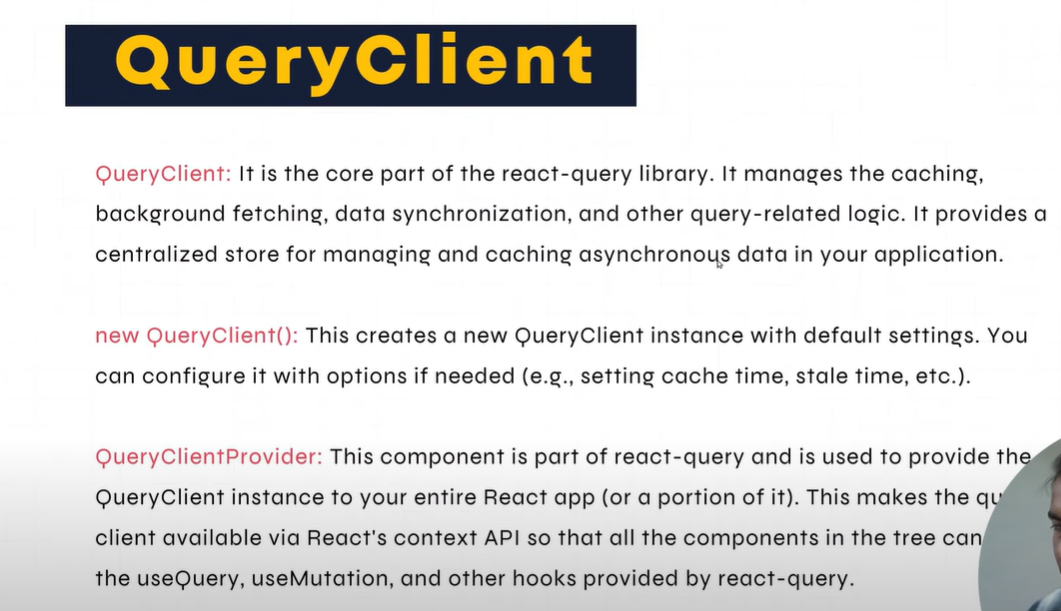 QueryClient
QueryClient: It is the core part of the react-query library. It manages the caching,
background fetching, data synchronization, and other query-related logic. It provides a
centralized store for managing and caching asynchronous data in your application.
new QueryClient(): This creates a new QueryClient instance with default settings. You
can configure it with options if needed (e.g., setting cache time, stale time, etc.).
QueryClientProvider: This component is part of react-query and is used to provide the
QueryClient instance to your entire React app (or a portion of it). This makes the
client available via React's context API so that all the components in the tree can
the useQuery, useMutation, and other hooks provided by react-query.